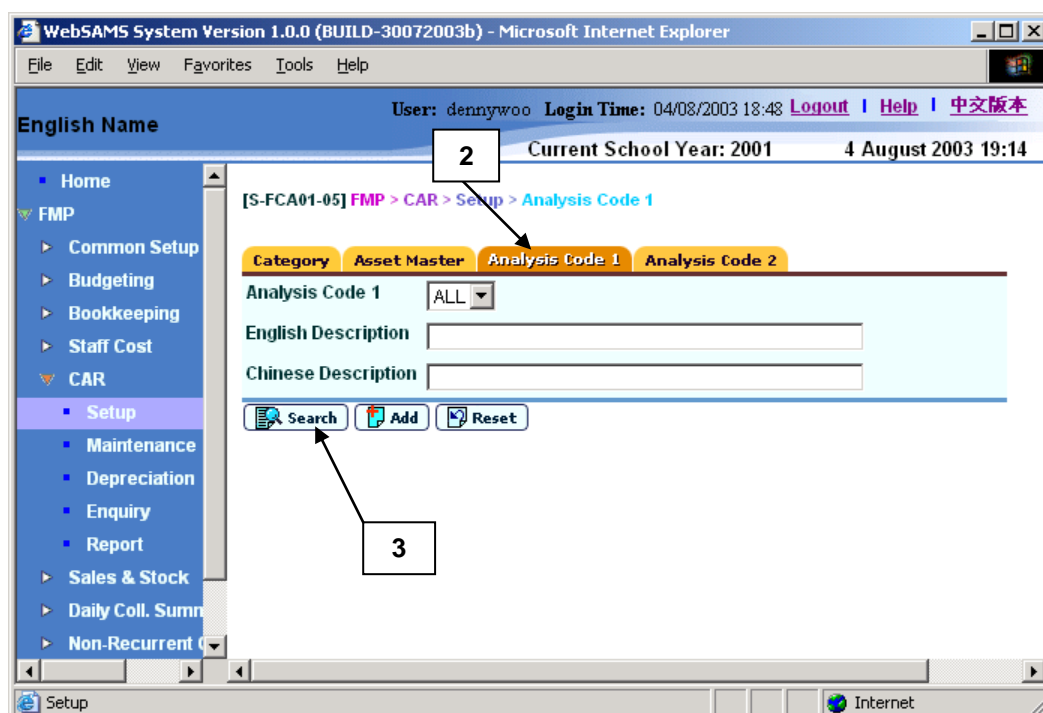 WebSAMS System Version 1.0.0 (BUILD-30072003b) - Microsoft Internet Explorer
File Edit View Favorites Tools Help
User: dennywoo Login Time: 04/08/2003 18:48 Logout | Help | 中文版本
English Name
Current School Year: 2001 4 August 2003 19:14
2
Home
FMP
Common Setup
Budgeting
Bookkeeping
Staff Cost
CAR
Setup
Maintenance
Depreciation
Enquiry
Report
Sales & Stock
Daily Coll. Summ
Non-Recurrent
[S-FCA01-05] FMP > CAR > Setup > Analysis Code 1
Category Asset Master Analysis Code 1 Analysis Code 2
Analysis Code 1 ALL
English Description
Chinese Description
Search Add Reset
3
Setup Internet